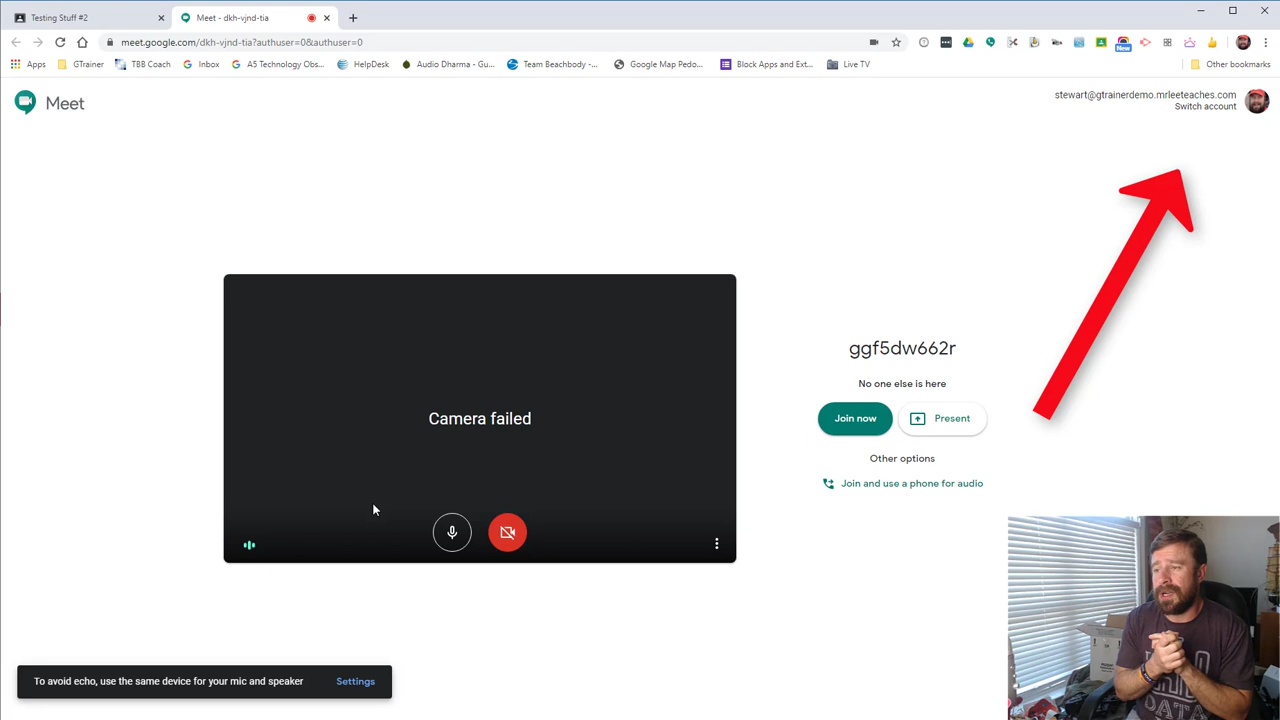 Testing Stuff #2
Meet - dkh-vjnd-tia
meet.google.com/dkh-vjnd-tia?authuser=0&authuser=0
New
Apps
GTrainer
TBB Coach
Inbox
A5 Technology Obs...
HelpDesk
Audio Dharma - Gu...
Team Beachbody -...
Google Map Pedo...
Block Apps and Ext...
Live TV
Other bookmarks
Meet
stewart@gtrainerdemo.mrleeteaches.com
Switch account
Camera failed
ggf5dw662r
No one else is here
Join now
Present
Other options
Join and use a phone for audio
To avoid echo, use the same device for your mic and speaker
Settings
DATA